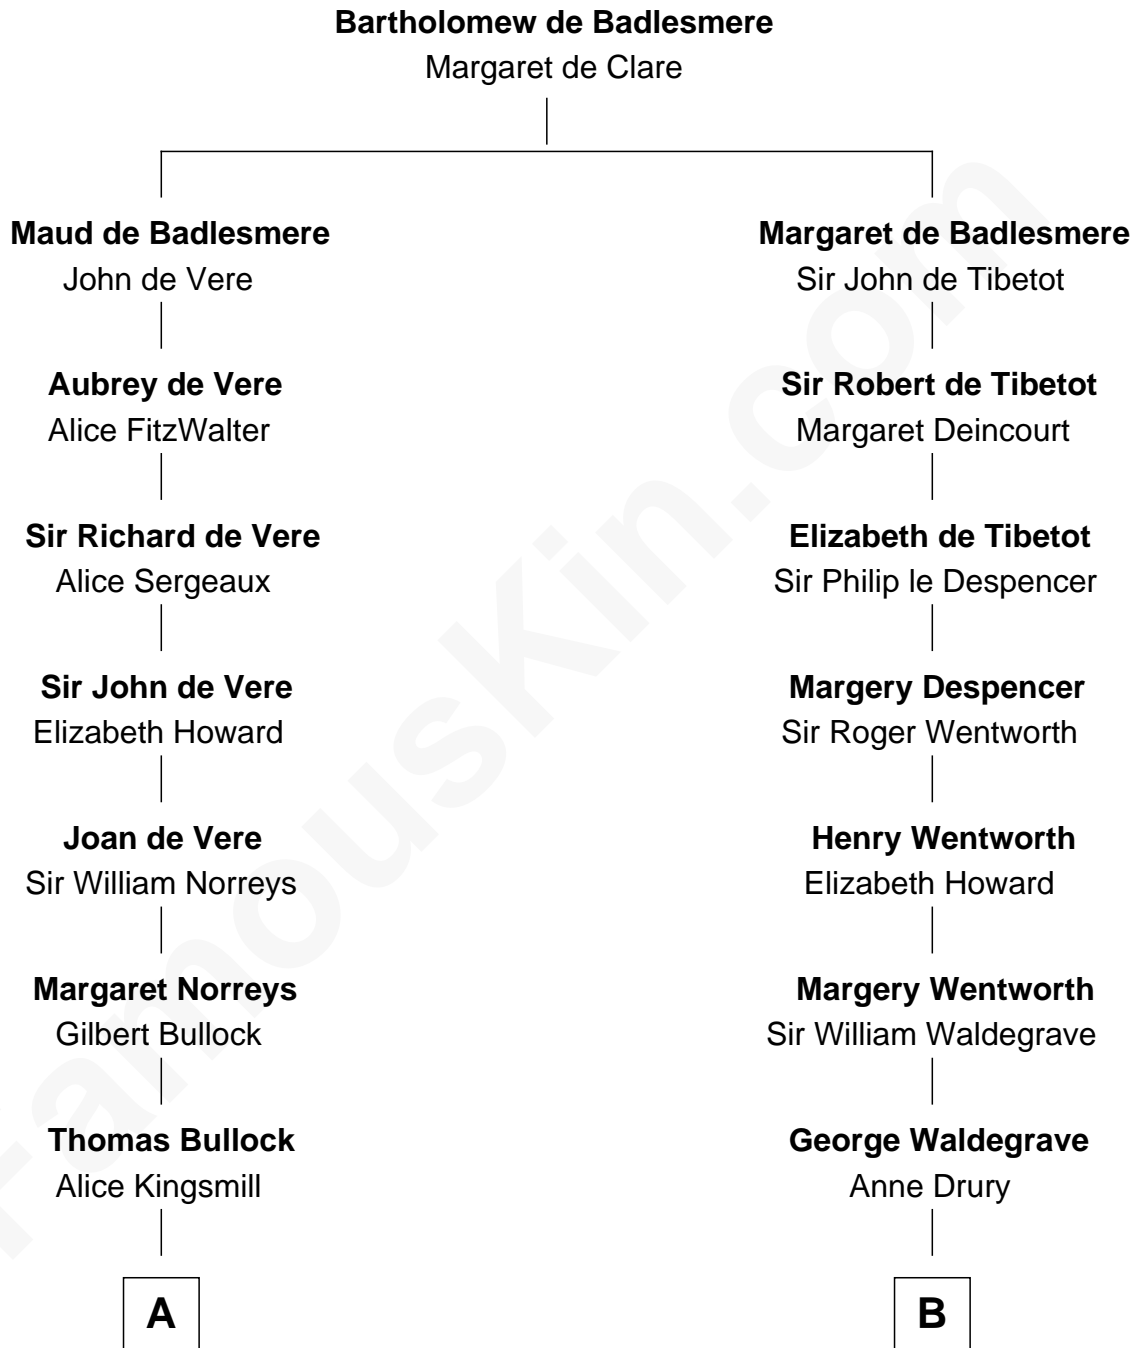 Bartholomew de Badlesmere
Margaret de Clare
Maud de Badlesmere
John de Vere
Margaret de Badlesmere
Sir John de Tibetot
Aubrey de Vere
Alice FitzWalter
Sir Robert de Tibetot
Margaret Deincourt
Sir Richard de Vere
Alice Sergeaux
Elizabeth de Tibetot
Sir Philip le Despencer
Sir John de Vere
Elizabeth Howard
Margery Despencer
Sir Roger Wentworth
Joan de Vere
Sir William Norreys
Henry Wentworth
Elizabeth Howard
Margaret Norreys
Gilbert Bullock
Margery Wentworth
Sir William Waldegrave
Thomas Bullock
Alice Kingsmill
George Waldegrave
Anne Drury
A
B
FamousKin.com